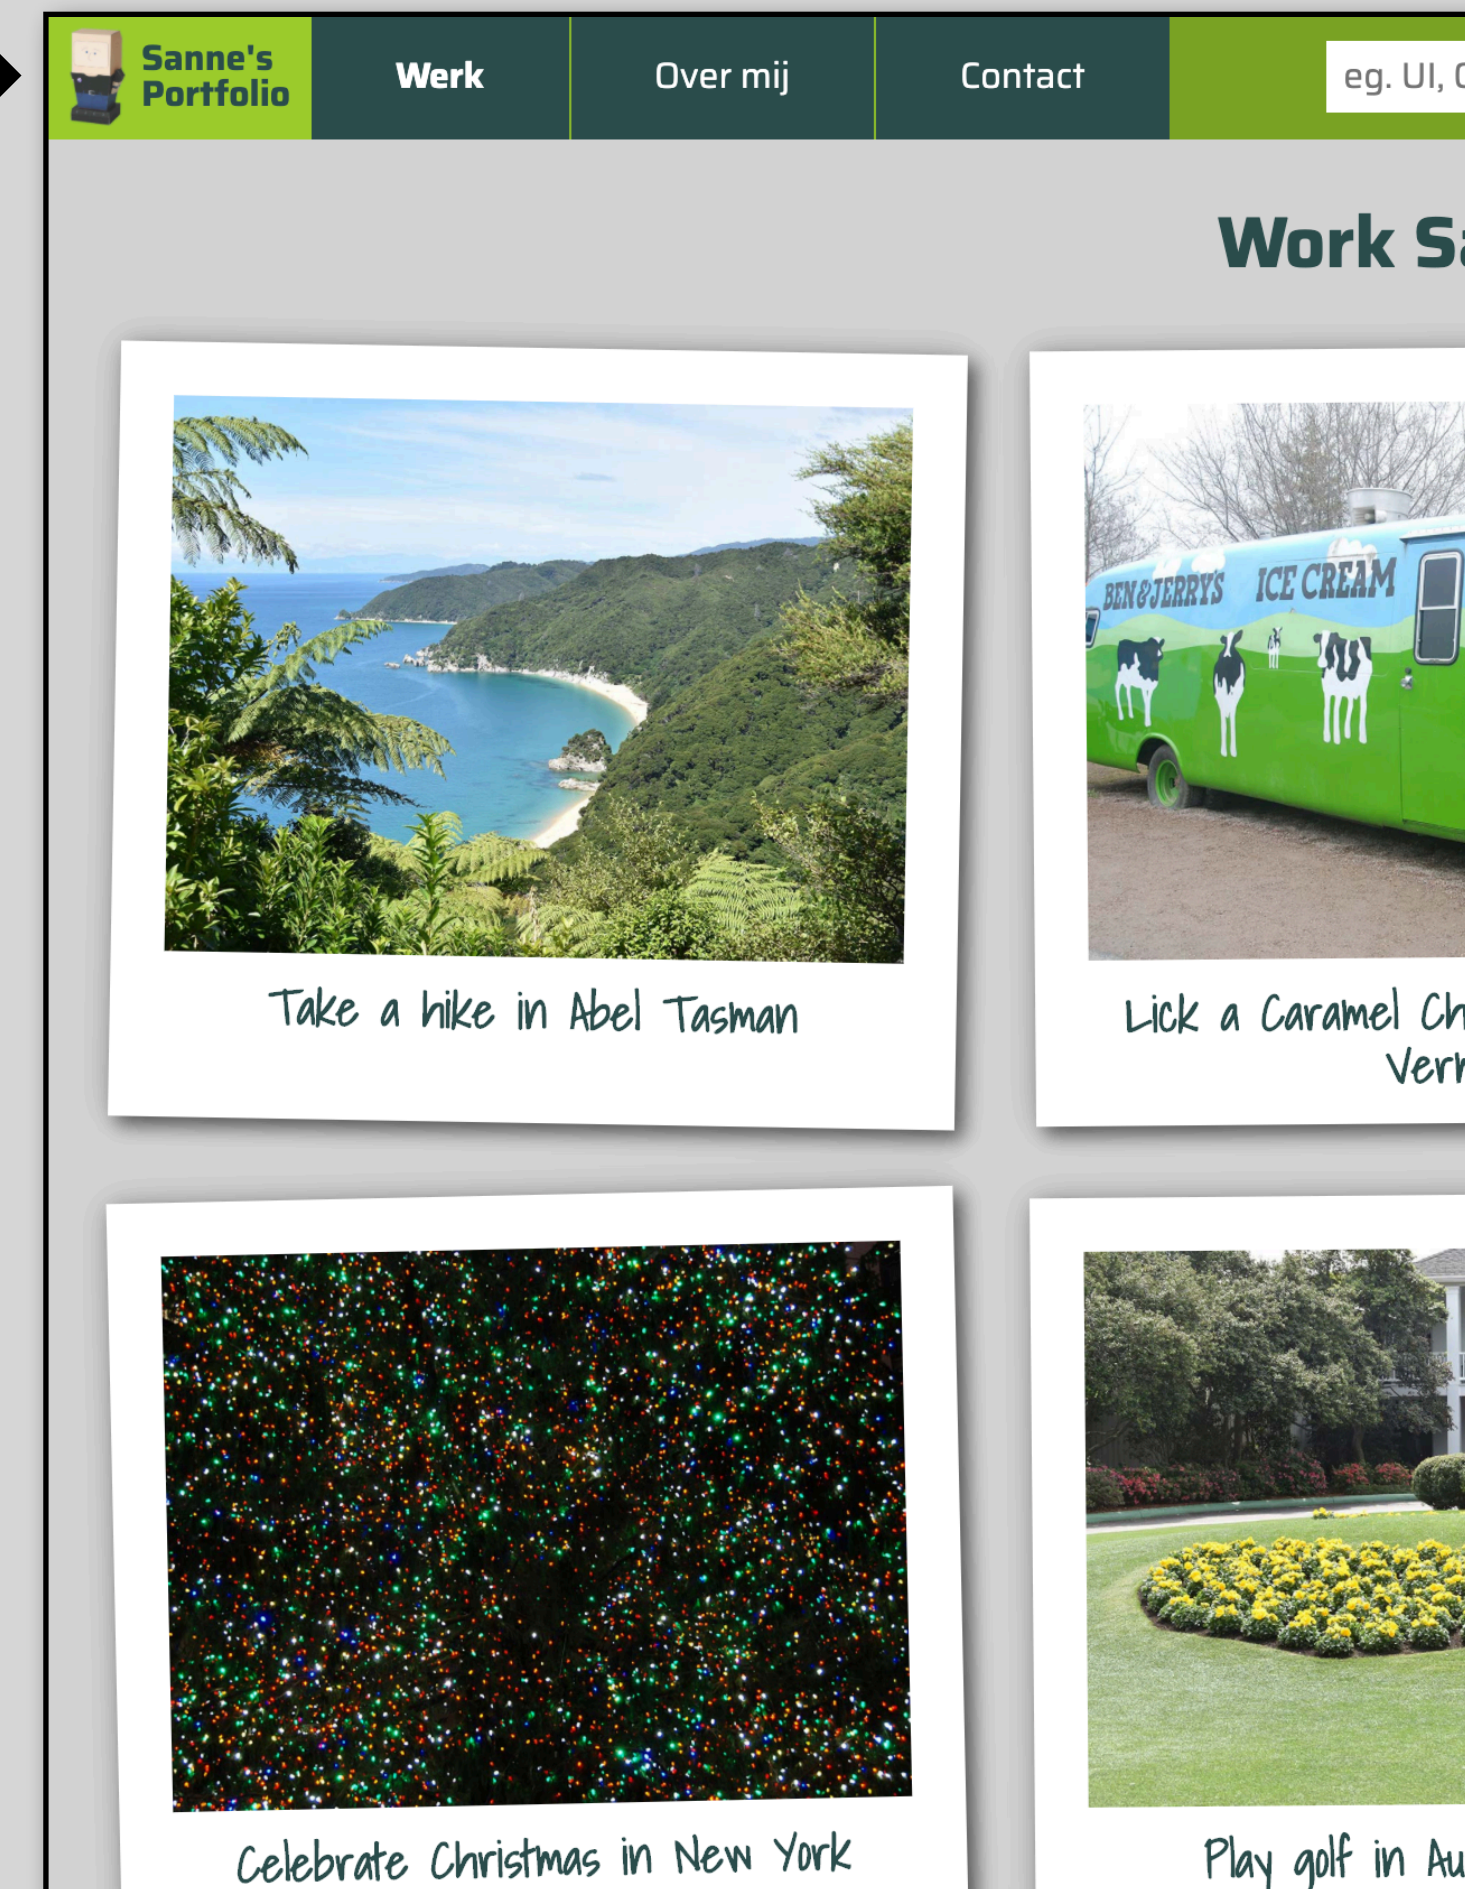 Sanne's
Portfolio
Werk
Over mij
Contact
eg. UI,
Work
BEN & JERRY'S ICE CREAM
Take a hike in Abel Tasman
Lick a Caramel
Celebrate Christmas in New York
Play golf in